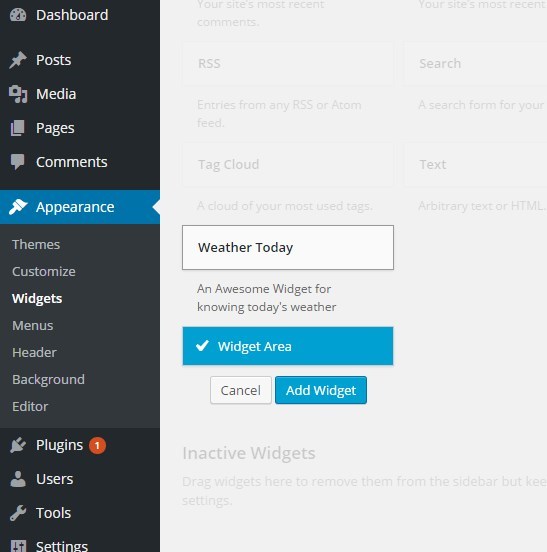 Dashboard
Posts
Media
Pages
Comments
Appearance
Themes
Customize
Widgets
Menus
Header
Background
Editor
Plugins 1
Users
Tools
Settings
Your site's most recent
comments.
Your site's most recent
RSS
Search
Entries from any RSS or Atom
feed.
A search form for your
Tag Cloud
Text
A cloud of your most used tags.
Arbitrary text or HTML.
Weather Today
An Awesome Widget for
knowing today's weather
Widget Area
Cancel
Add Widget
Inactive Widgets
Drag widgets here to remove them from the sidebar but kee
settings.